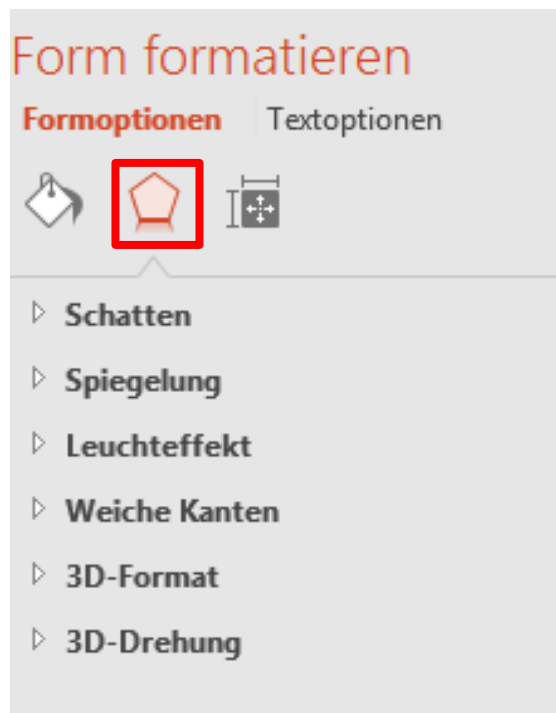 Form formatieren
Formoptionen Textoptionen
Schatten
Spiegelung
Leuchteffekt
Weiche Kanten
3D-Format
3D-Drehung